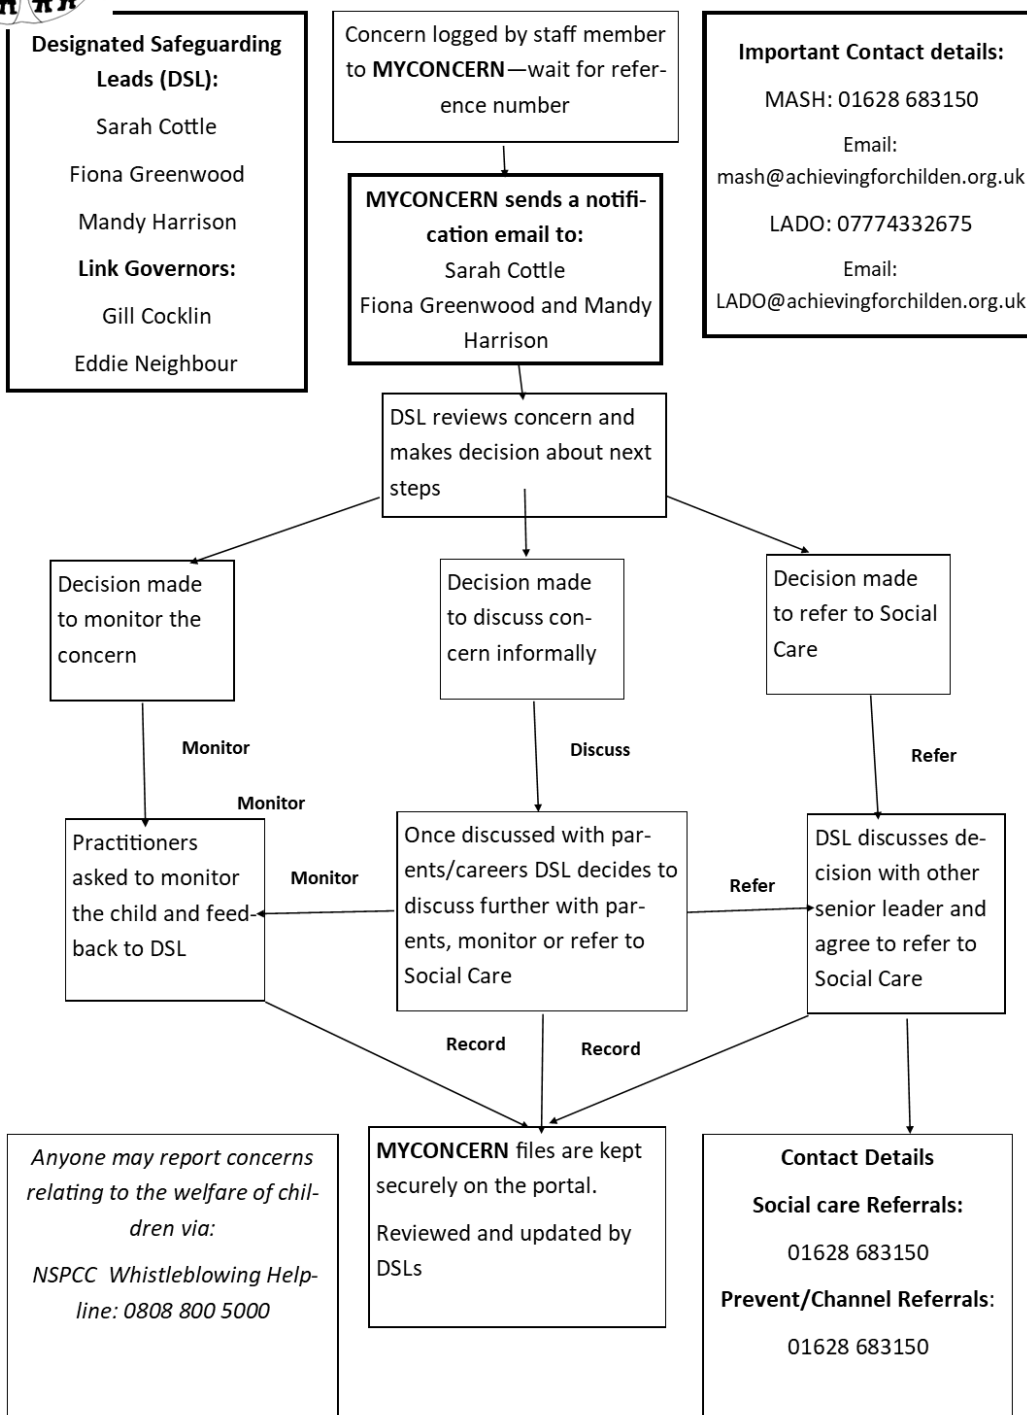 Designated Safeguarding
Leads (DSL):
Sarah Cottle
Fiona Greenwood
Mandy Harrison
Link Governors:
Gill Cocklin
Eddie Neighbour
Concern logged by staff member
to MYCONCERN—wait for refer-
ence number
Important Contact details:
MASH: 01628 683150
Email:
mash@achievingforchilden.org.uk
LADO: 07774332675
Email:
LADO@achievingforchilden.org.uk
MYCONCERN sends a notifi-
cation email to:
Sarah Cottle
Fiona Greenwood and Mandy
Harrison
DSL reviews concern and
makes decision about next
steps
Decision made
to monitor the
concern
Decision made
to discuss con-
cern informally
Decision made
to refer to Social
Care
Monitor
Discuss
Refer
Monitor
Practitioners
asked to monitor
the child and feed-
back to DSL
Monitor
Once discussed with par-
ents/careers DSL decides to
discuss further with par-
ents, monitor or refer to
Social Care
Refer
DSL discusses de-
cision with other
senior leader and
agree to refer to
Social Care
Record
Record
Anyone may report concerns
relating to the welfare of chil-
dren via:
NSPCC  Whistleblowing Help-
line: 0808 800 5000
MYCONCERN files are kept
securely on the portal.
Reviewed and updated by
DSLs
Contact Details
Social care Referrals:
01628 683150
Prevent/Channel Referrals:
01628 683150